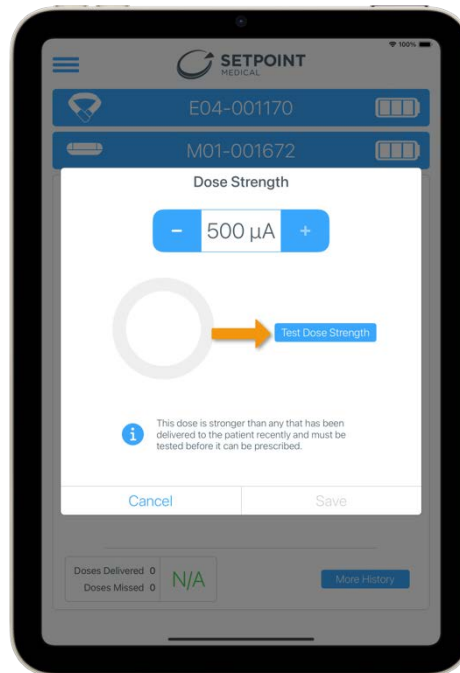 100%
SETPOINT
MEDICAL
E04-001170
M01-001672
Dose Strength
− 500 µA +
Test Dose Strength
This dose is stronger than any that has been
delivered to the patient recently and must be
tested before it can be prescribed.
Cancel Save
Doses Delivered 0
N/A
Doses Missed 0
More History